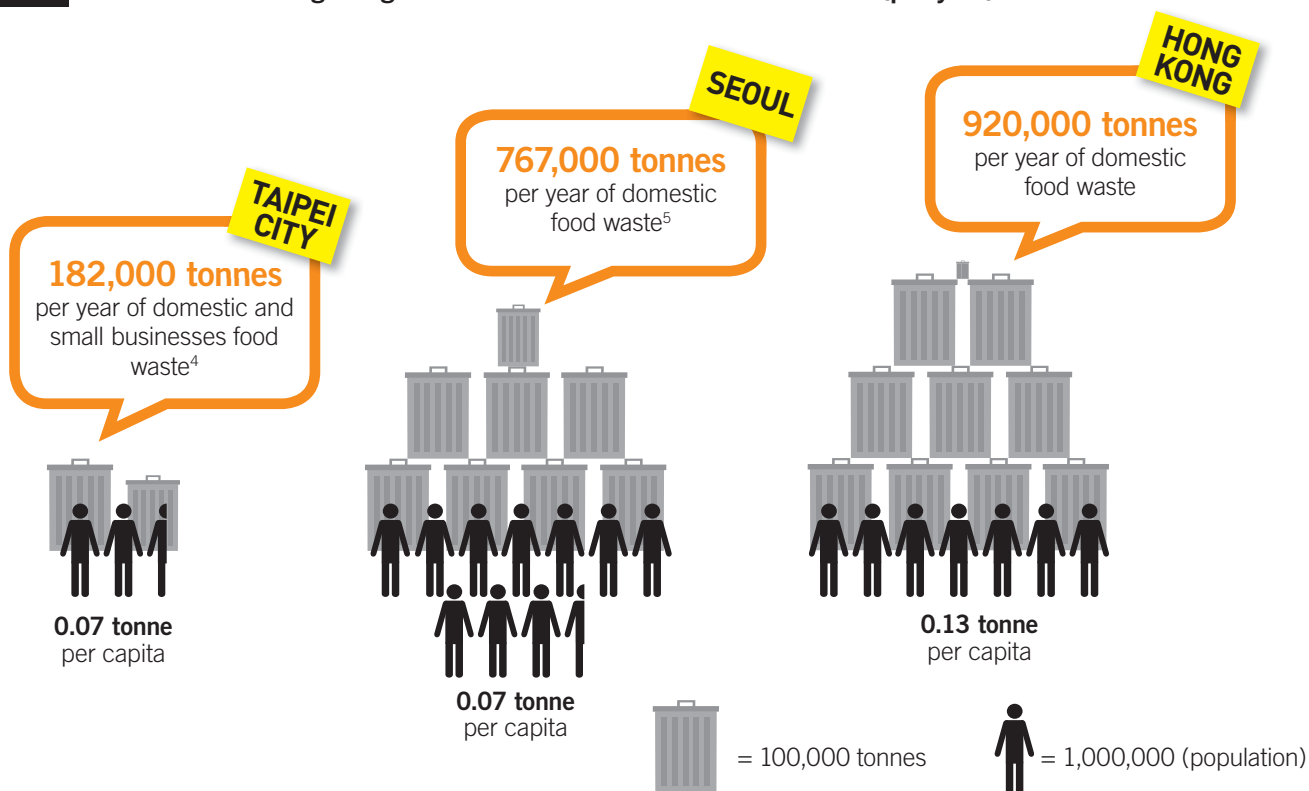 TAIPEI
CITY
182,000 tonnes
per year of domestic and
small businesses food
waste4
0.07 tonne
per capita
SEOUL
767,000 tonnes
per year of domestic
food waste5
0.07 tonne
per capita
HONG
KONG
920,000 tonnes
per year of domestic
food waste
0.13 tonne
per capita
= 100,000 tonnes
= 1,000,000 (population)